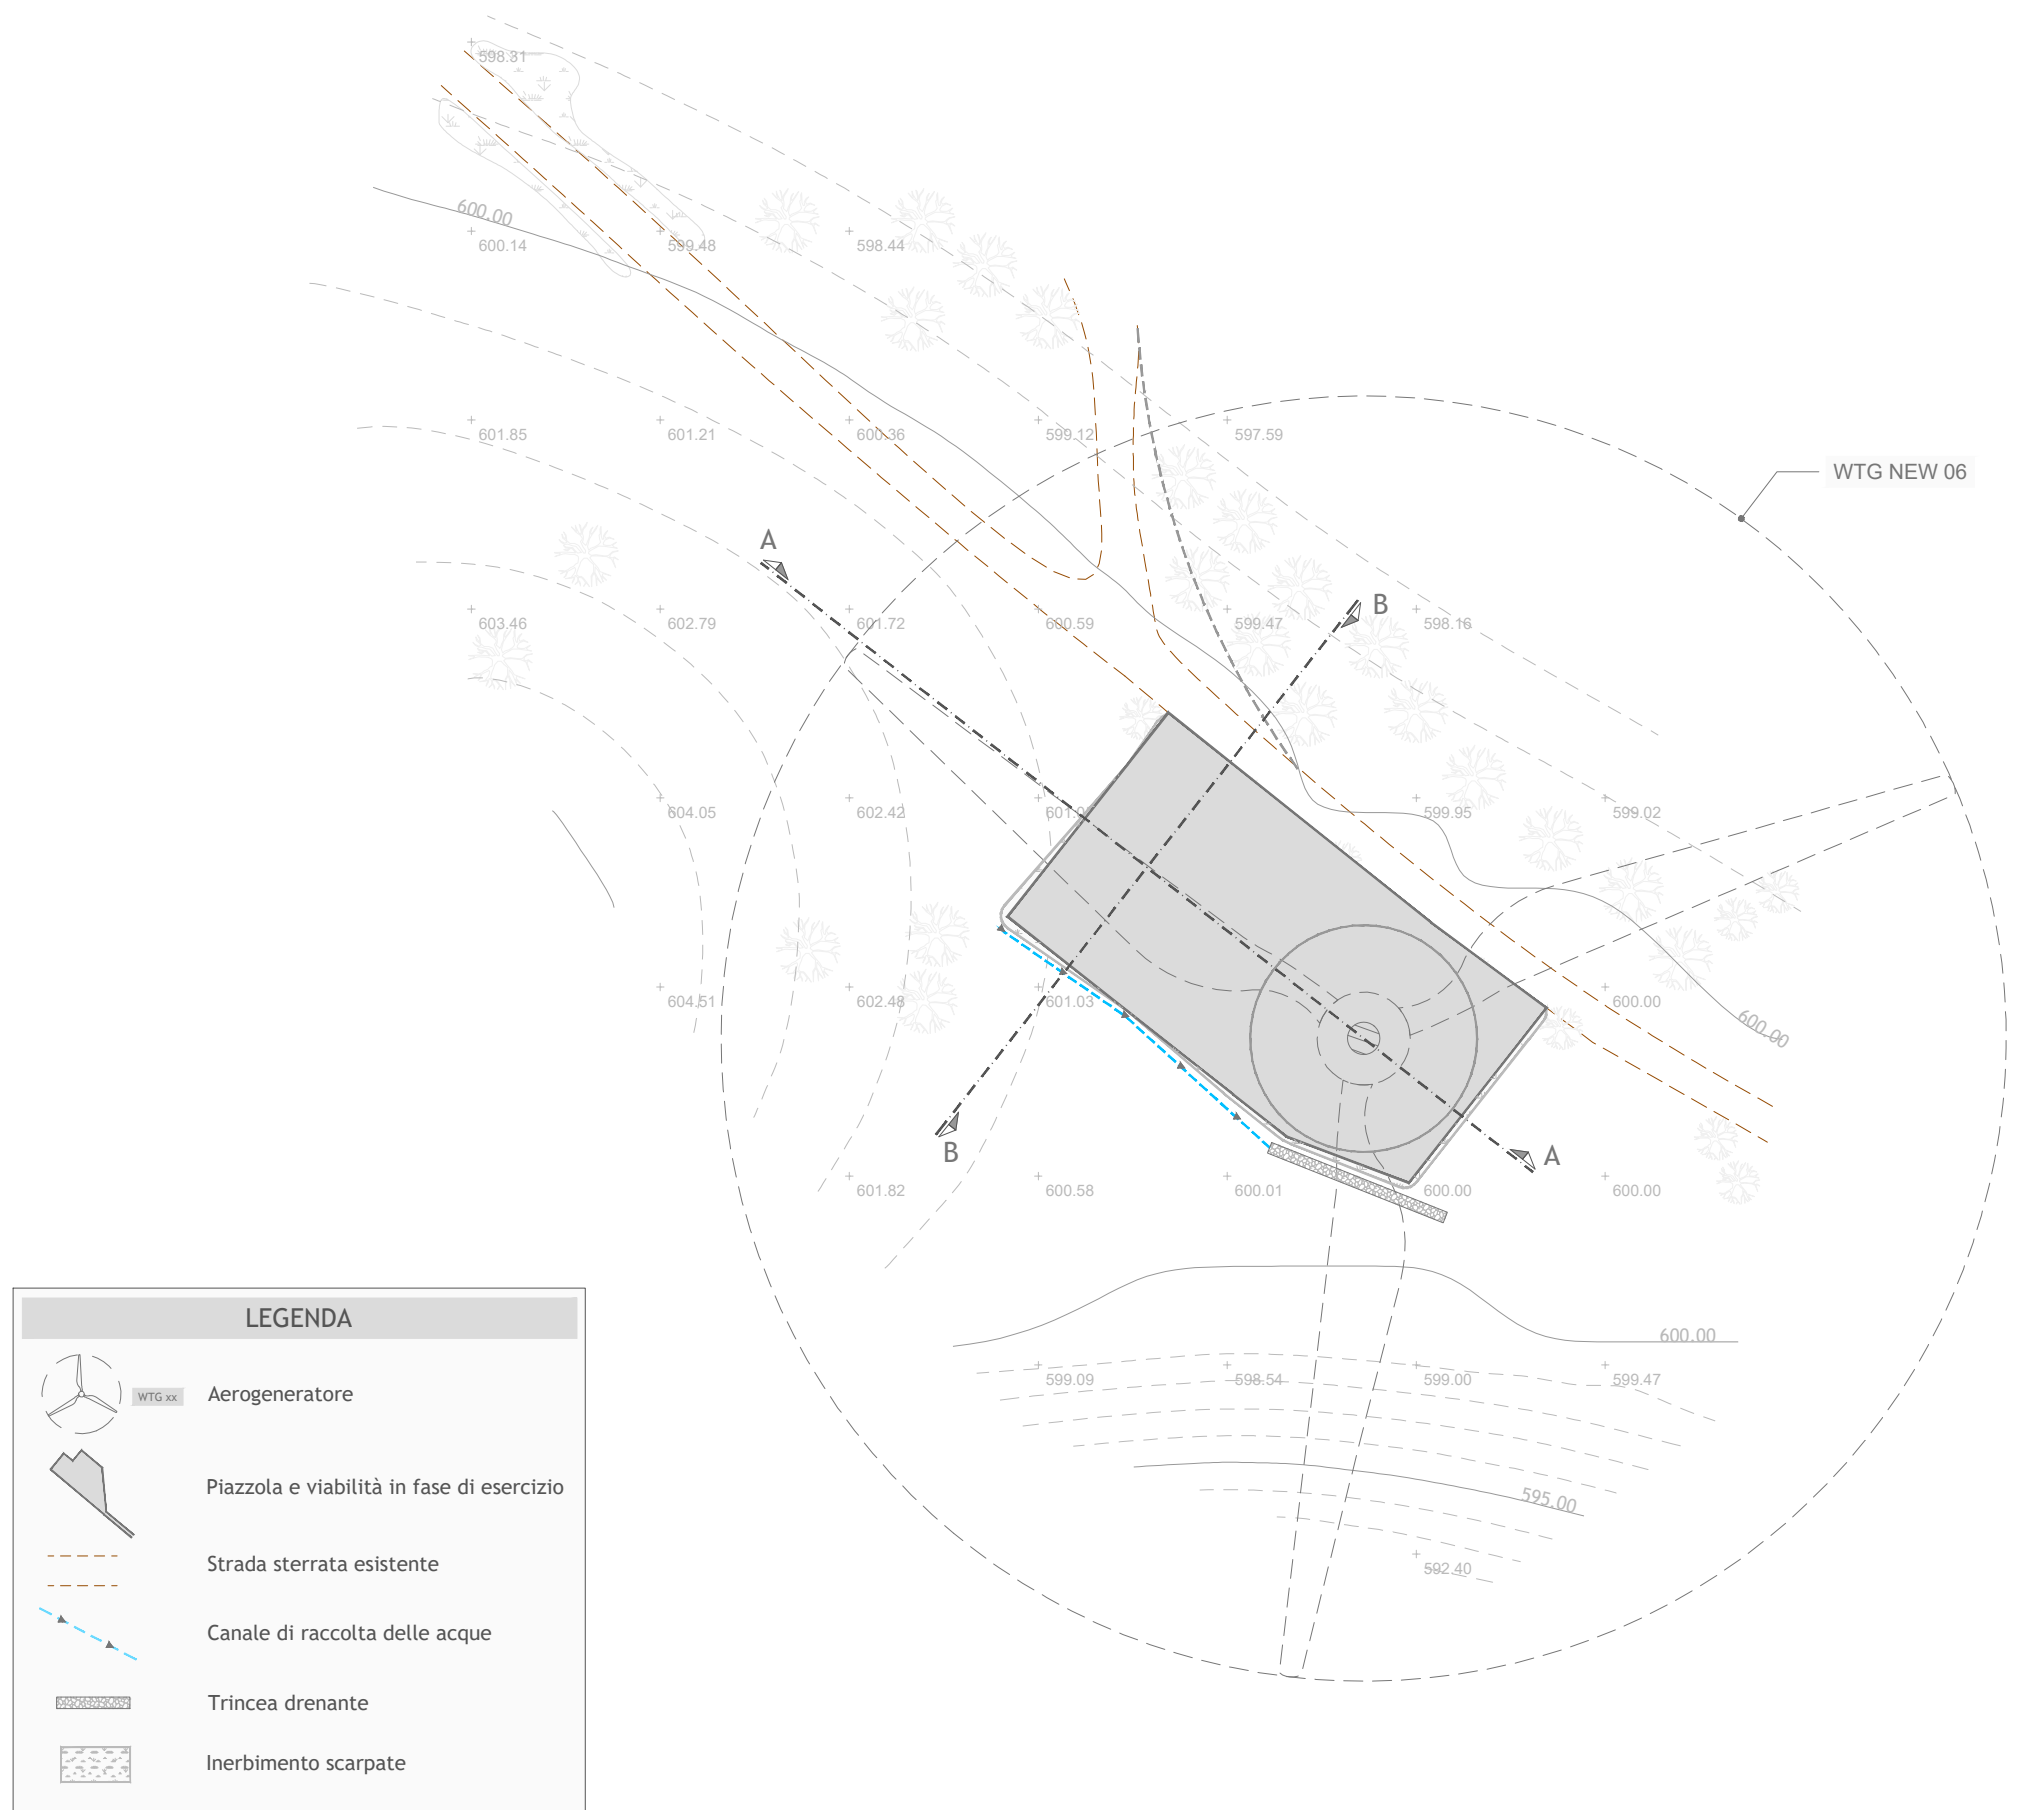 598.31
600.00
600.14
599.48
598.44
601.85
601.21
600.36
599.12
597.59
WTG NEW 06
A
B
603.46
602.79
601.72
600.59
599.47
598.16
604.05
602.42
599.95
599.02
604.51
602.48
601.03
600.00
600.00
B
A
601.82
600.58
600.01
600.00
600.00
600.00
599.09
598.54
599.00
599.47
595.00
592.40
LEGENDA
WTG xx
Aerogeneratore
Piazzola e viabilità in fase di esercizio
Strada sterrata esistente
Canale di raccolta delle acque
Trincea drenante
Inerbimento scarpate